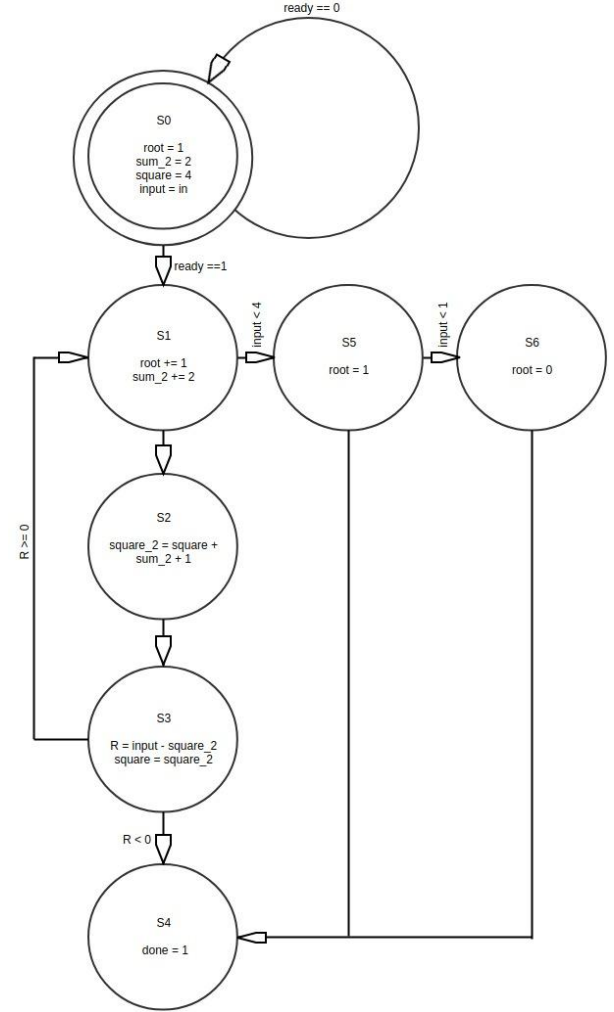 ready == 0
S0
root = 1
sum_2 = 2
square = 4
input = in
ready ==1
S1
root += 1
sum_2 += 2
input < 4
S5
root = 1
input < 1
S6
root = 0
S2
square_2 = square +
sum_2 + 1
R >= 0
S3
R = input - square_2
square = square_2
R < 0
S4
done = 1